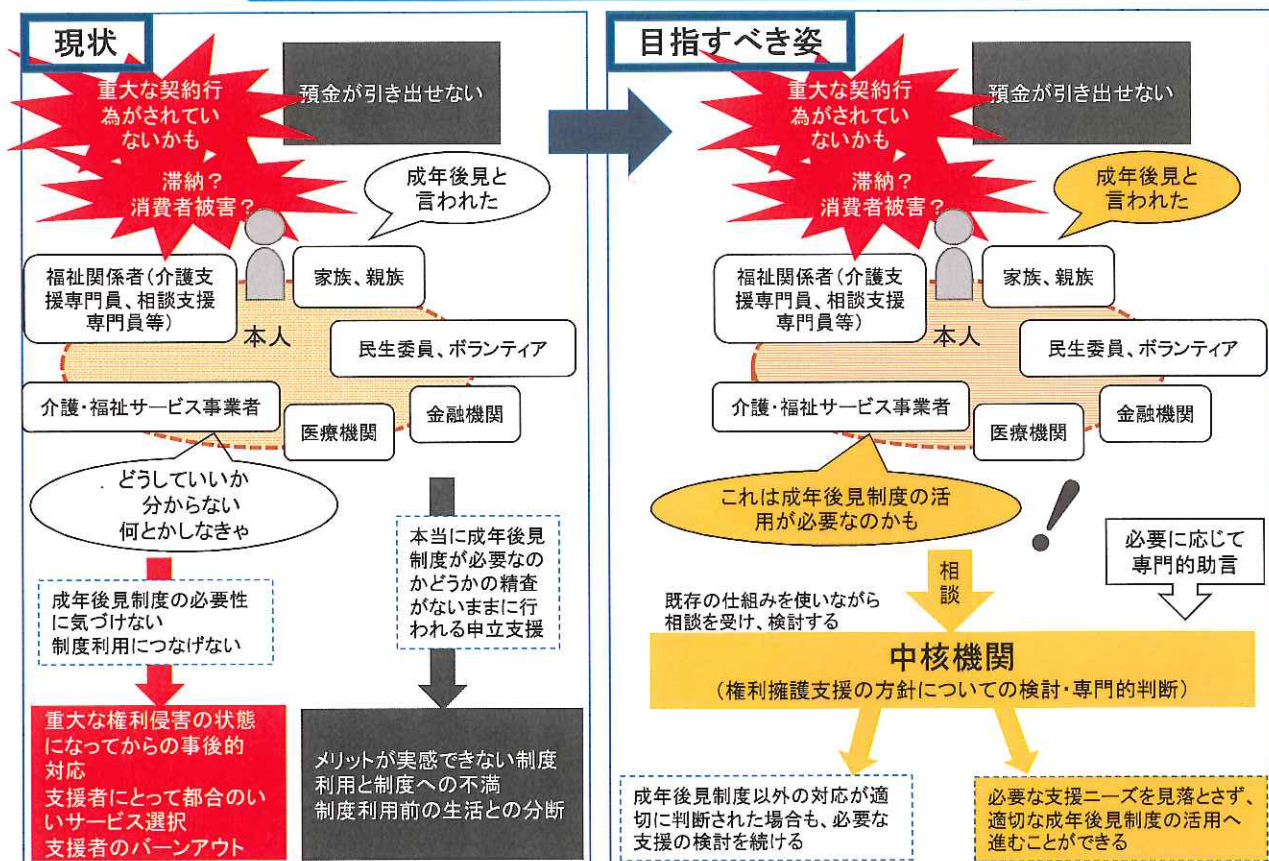 現状
重大な契約行
為がされてい
ないかも
滞納？
消費者被害？
預金が引き出せない
成年後見と
言われた
福祉関係者（介護支
援専門員、相談支援
専門員等）
家族、親族
本人
民生委員、ボランティア
介護・福祉サービス事業者
医療機関
金融機関
どうしていいか
分からない
何とかしなきゃ
成年後見制度の必要性
に気づけない
制度利用につなげない
本当に成年後見
制度が必要なの
かどうかの精査
がないままに行
われる申立支援
重大な権利侵害の状態
になってからの事後的
対応
支援者にとって都合のい
いサービス選択
支援者のバーンアウト
メリットが実感できない制度
利用と制度への不満
制度利用前の生活との分断
目指すべき姿
重大な契約行
為がされてい
ないかも
滞納？
消費者被害？
預金が引き出せない
成年後見と
言われた
福祉関係者（介護支
援専門員、相談支援
専門員等）
家族、親族
本人
民生委員、ボランティア
介護・福祉サービス事業者
医療機関
金融機関
これは成年後見制度の活
用が必要なのかも
！
相談
必要に応じて
専門的助言
既存の仕組みを使いながら
相談を受け、検討する
中核機関
（権利擁護支援の方針についての検討・専門的判断）
成年後見制度以外の対応が適
切に判断された場合も、必要な
支援の検討を続ける
必要な支援ニーズを見落とさず、
適切な成年後見制度の活用へ
進むことができる